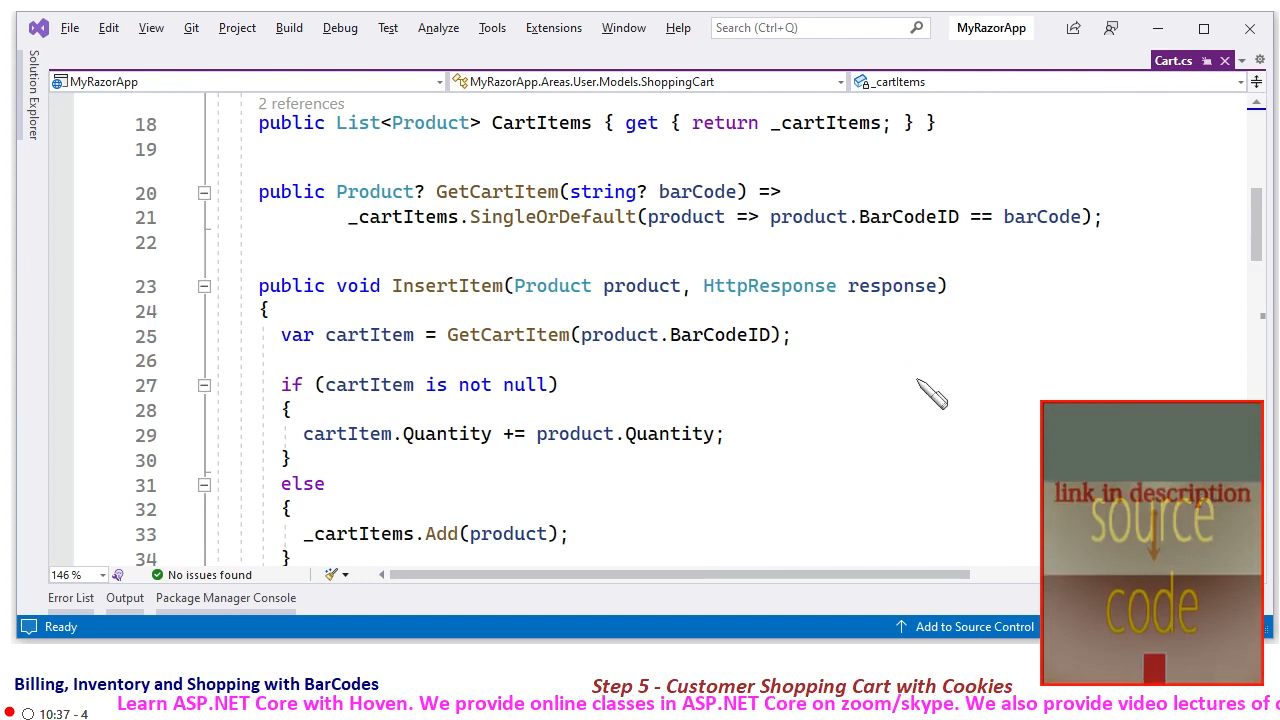 File Edit View Git Project Build Debug Test Analyze Tools Extensions Window Help Search (Ctrl+Q) MyRazorApp
Solution Explorer
Cart.cs
MyRazorApp MyRazorApp.Areas.User.Models.ShoppingCart _cartItems
2 references
18 public List<Product> CartItems { get { return _cartItems; } }
19
20 public Product? GetCartItem(string? barCode) =>
21 _cartItems.SingleOrDefault(product => product.BarCodeID == barCode);
22
23 public void InsertItem(Product product, HttpResponse response)
24 {
25 var cartItem = GetCartItem(product.BarCodeID);
26
27 if (cartItem is not null)
28 {
29 cartItem.Quantity += product.Quantity;
30 }
31 else
32 {
33 _cartItems.Add(product);
34 }
link in description
source
code
146 % No issues found
Error List Output Package Manager Console
Ready Add to Source Control
Billing, Inventory and Shopping with BarCodes
Step 5 - Customer Shopping Cart with Cookies
Learn ASP.NET Core with Hoven. We provide online classes in ASP.NET Core on zoom/skype. We also provide video lectures of
10:37 - 4